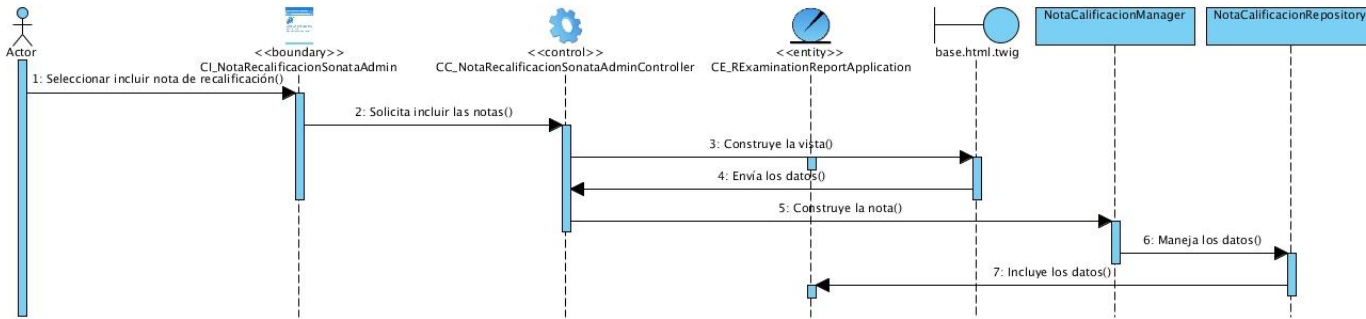 Actor
<<boundary>>
CI_NotaRecalificacionSonataAdmin
<<control>>
CC_NotaRecalificacionSonataAdminController
<<entity>>
CE_RExaminationReportApplication
base.html.twig
NotaCalificacionManager
NotaCalificacionRepository
1: Seleccionar incluir nota de recalificación()
2: Solicita incluir las notas()
3: Construye la vista()
4: Envía los datos()
5: Construye la nota()
6: Maneja los datos()
7: Incluye los datos()